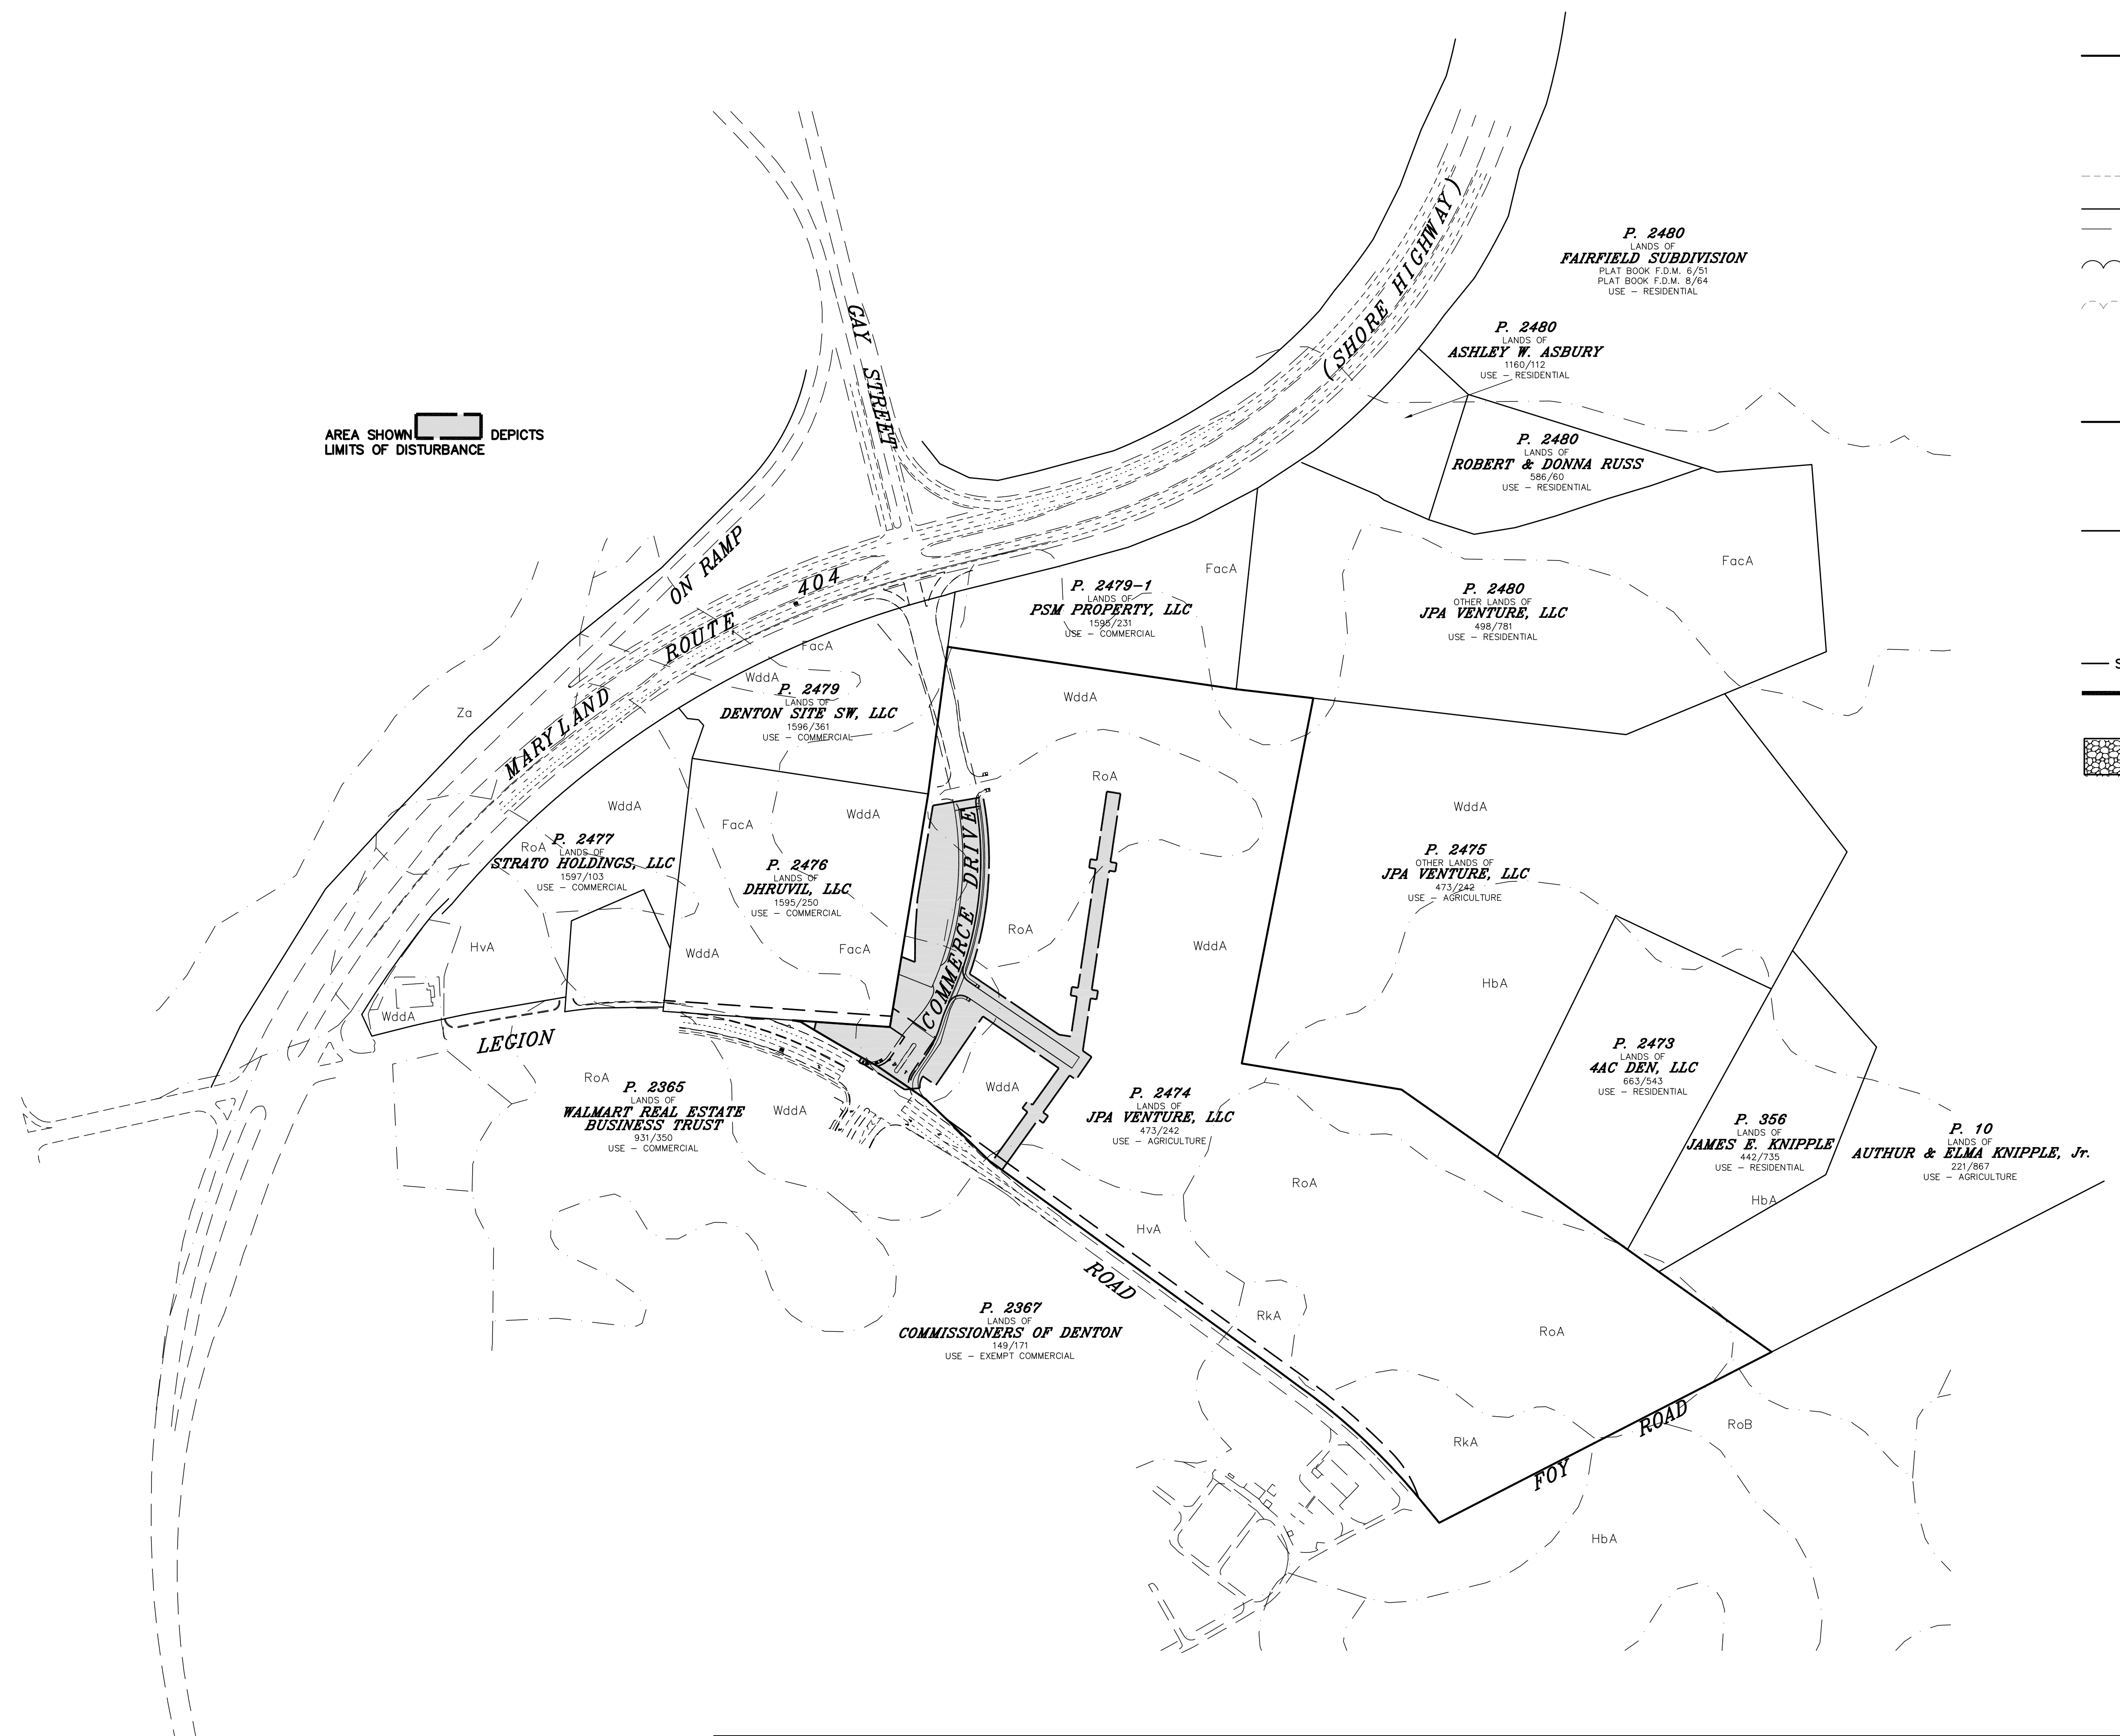 P. 2480
LANDS OF
FAIRFIELD SUBDIVISION
PLAT BOOK F.D.M. 6/51
PLAT BOOK F.D.M. 8/64
USE – RESIDENTIAL
(SHORE HIGHWAY)
GAY STREET
P. 2480
LANDS OF
ASHLEY W. ASBURY
1160/112
USE – RESIDENTIAL
AREA SHOWN DEPICTS
LIMITS OF DISTURBANCE
P. 2480
LANDS OF
ROBERT & DONNA RUSS
586/60
USE – RESIDENTIAL
ON RAMP
MARYLAND ROUTE 404
FacA
FacA
P. 2479-1
LANDS OF
PSM PROPERTY, LLC
1595/231
USE – COMMERCIAL
P. 2480
OTHER LANDS OF
JPA VENTURE, LLC
498/781
USE – RESIDENTIAL
FacA
WddA
P. 2479
LANDS OF
DENTON SITE SW, LLC
1596/361
USE – COMMERCIAL
WddA
Za
S
RoA
WddA
WddA
WddA
FacA
RoA
P. 2477
LANDS OF
STRATO HOLDINGS, LLC
1597/103
USE – COMMERCIAL
P. 2476
LANDS OF
DHRUVIL, LLC
1595/250
USE – COMMERCIAL
COMMERCE DRIVE
P. 2475
OTHER LANDS OF
JPA VENTURE, LLC
473/242
USE – AGRICULTURE
RoA
HvA
WddA
FacA
WddA
HbA
WddA
LEGION
RoA
P. 2365
LANDS OF
WALMART REAL ESTATE
BUSINESS TRUST
931/350
USE – COMMERCIAL
WddA
WddA
P. 2474
LANDS OF
JPA VENTURE, LLC
473/242
USE – AGRICULTURE
P. 2473
LANDS OF
4AC DEN, LLC
663/543
USE – RESIDENTIAL
P. 356
LANDS OF
JAMES E. KNIPPLE
442/735
USE – RESIDENTIAL
P. 10
LANDS OF
AUTHUR & ELMA KNIPPLE, Jr.
221/867
USE – AGRICULTURE
RoA
HbA
HvA
ROAD
P. 2367
LANDS OF
COMMISSIONERS OF DENTON
149/171
USE – EXEMPT COMMERCIAL
RkA
RoA
RkA
FOY ROAD
RoB
HbA